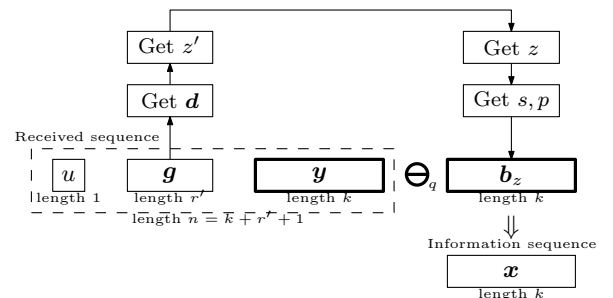 Get z′ Get z
Get d Get s, p
Received sequence
u g y ⊖q bz
length 1 length r′ length k length k
length n = k + r′ + 1
⇓
Information sequence
x
length k